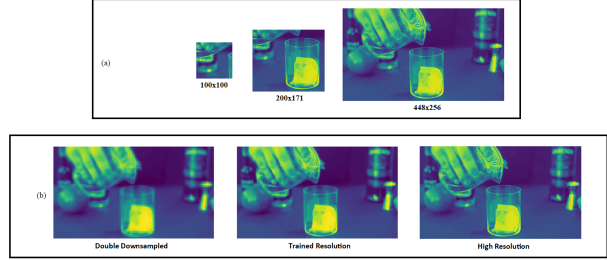 (a)
100x100
200x171
448x256
(b)
Double Downsampled
Trained Resolution
High Resolution